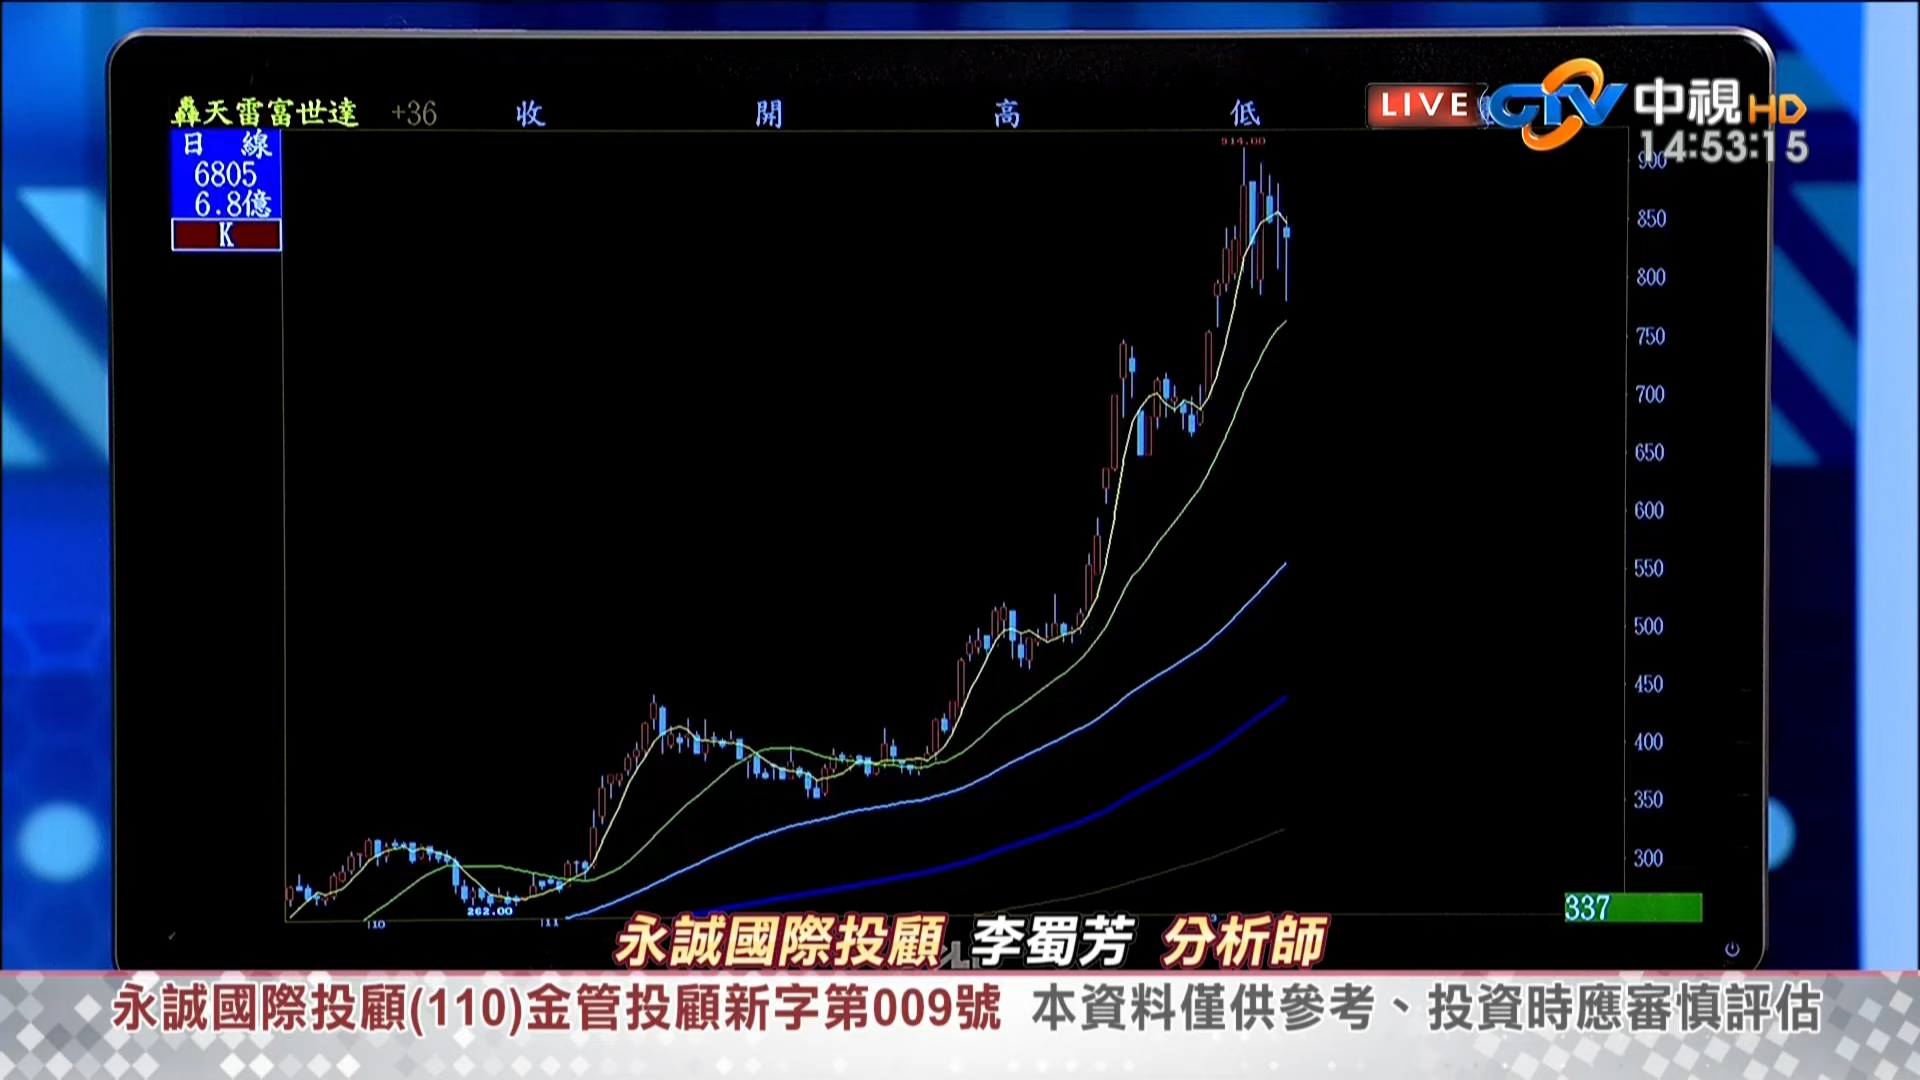 轟天雷富世達 +36 收 開 高 低
LIVE CTV 中視 HD
14:53:15
日 線
6805
6.8億
K
914.00
900
850
800
750
700
650
600
550
500
450
400
350
300
262.00
10
11
337
永誠國際投顧 李蜀芳 分析師
永誠國際投顧(110)金管投顧新字第009號 本資料僅供參考、投資時應審慎評估